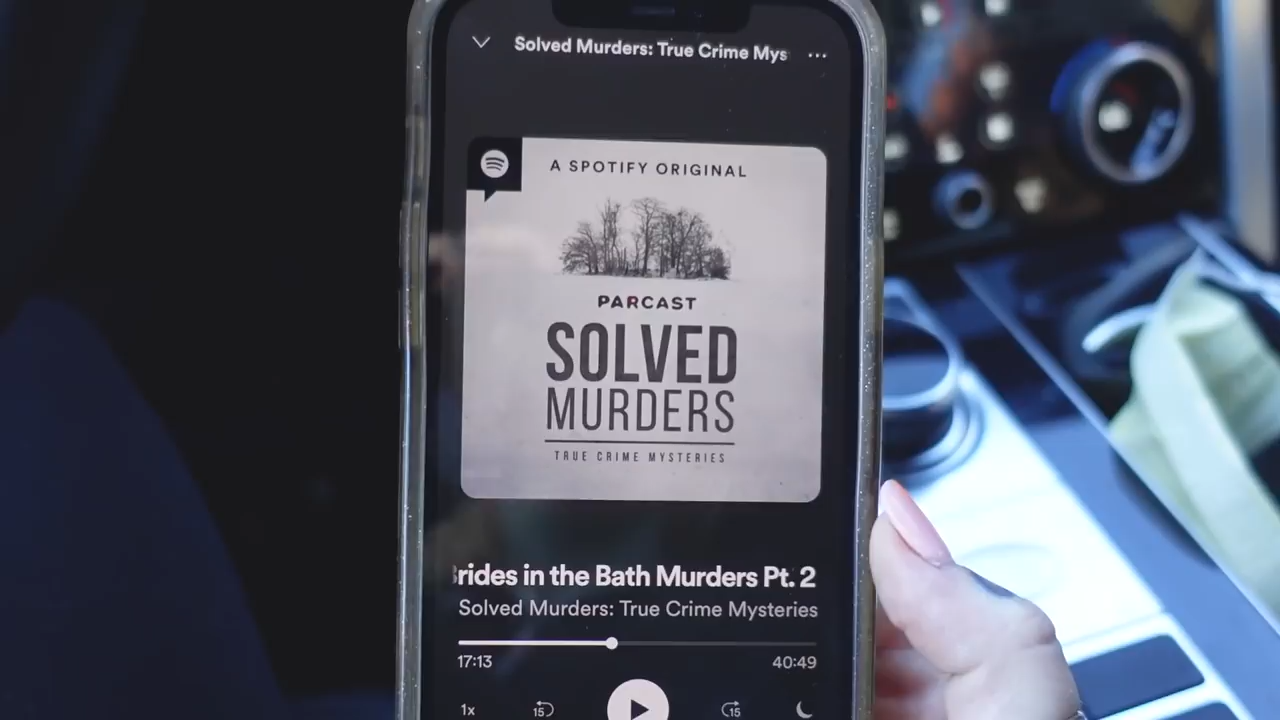 Solved Murders: True Crime Mys
A SPOTIFY ORIGINAL
PARCAST
SOLVED
MURDERS
TRUE CRIME MYSTERIES
rides in the Bath Murders Pt. 2
Solved Murders: True Crime Mysteries
17:13
40:49
1x
15
15